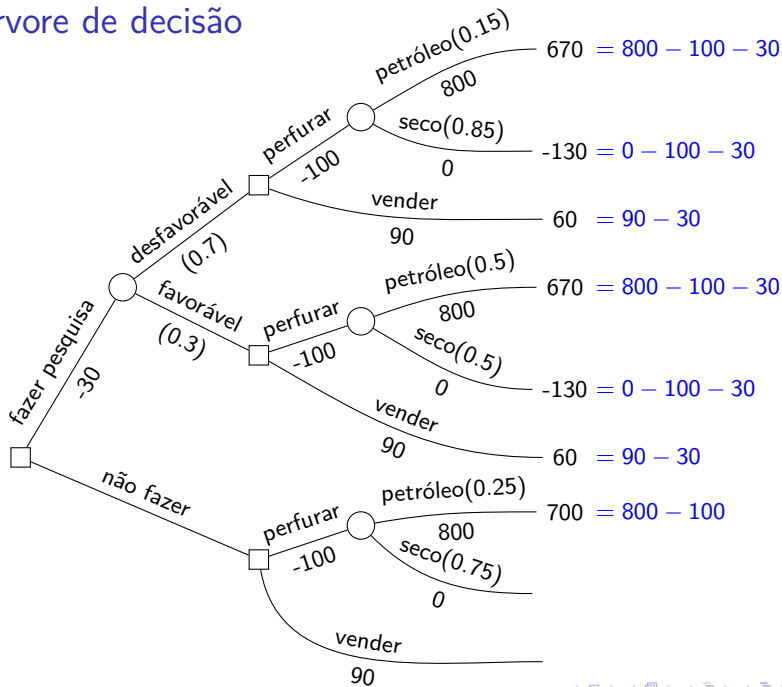 rvore de decisão
petróleo(0.15)
800
670 = 800 − 100 − 30
perfurar
-100
seco(0.85)
0
-130 = 0 − 100 − 30
desfavorável
(0.7)
vender
90
60 = 90 − 30
fazer pesquisa
-30
favorável
(0.3)
perfurar
-100
petróleo(0.5)
800
670 = 800 − 100 − 30
seco(0.5)
0
-130 = 0 − 100 − 30
vender
90
60 = 90 − 30
não fazer
perfurar
-100
petróleo(0.25)
800
700 = 800 − 100
seco(0.75)
0
vender
90